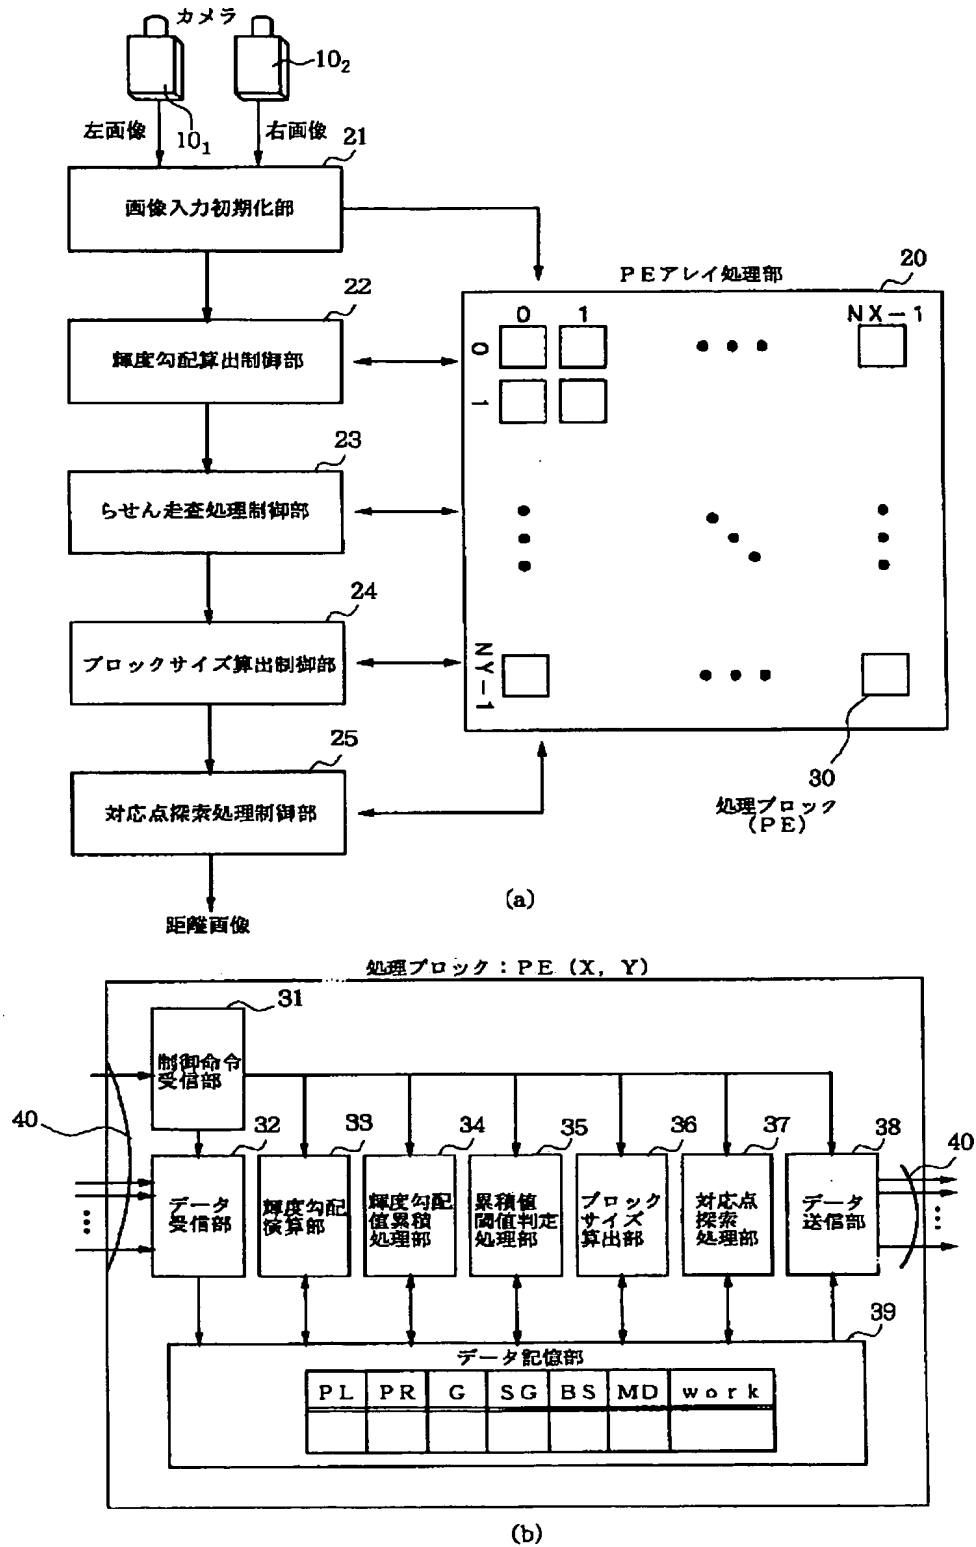 カメラ
10₁
10₂
左画像
右画像
21
画像入力初期化部
PEアレイ処理部
20
0 1 NX-1
0
1
NY-1
22
輝度勾配算出制御部
23
らせん走査処理制御部
24
ブロックサイズ算出制御部
25
対応点探索処理制御部
30
処理ブロック
(PE)
距離画像
(a)
処理ブロック：PE (X, Y)
31
制御命令
受信部
40
32
データ
受信部
33
輝度勾配
演算部
34
輝度勾配
値累積
処理部
35
累積値
閾値判定
処理部
36
ブロック
サイズ
算出部
37
対応点
探索
処理部
38
データ
送信部
40
39
データ記憶部
PL PR G SG BS MD work
(b)